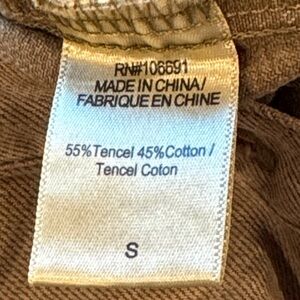 RN#106691
MADE IN CHINA/
FABRIQUE EN CHINE
55%Tencel 45%Cotton /
Tencel Coton
S